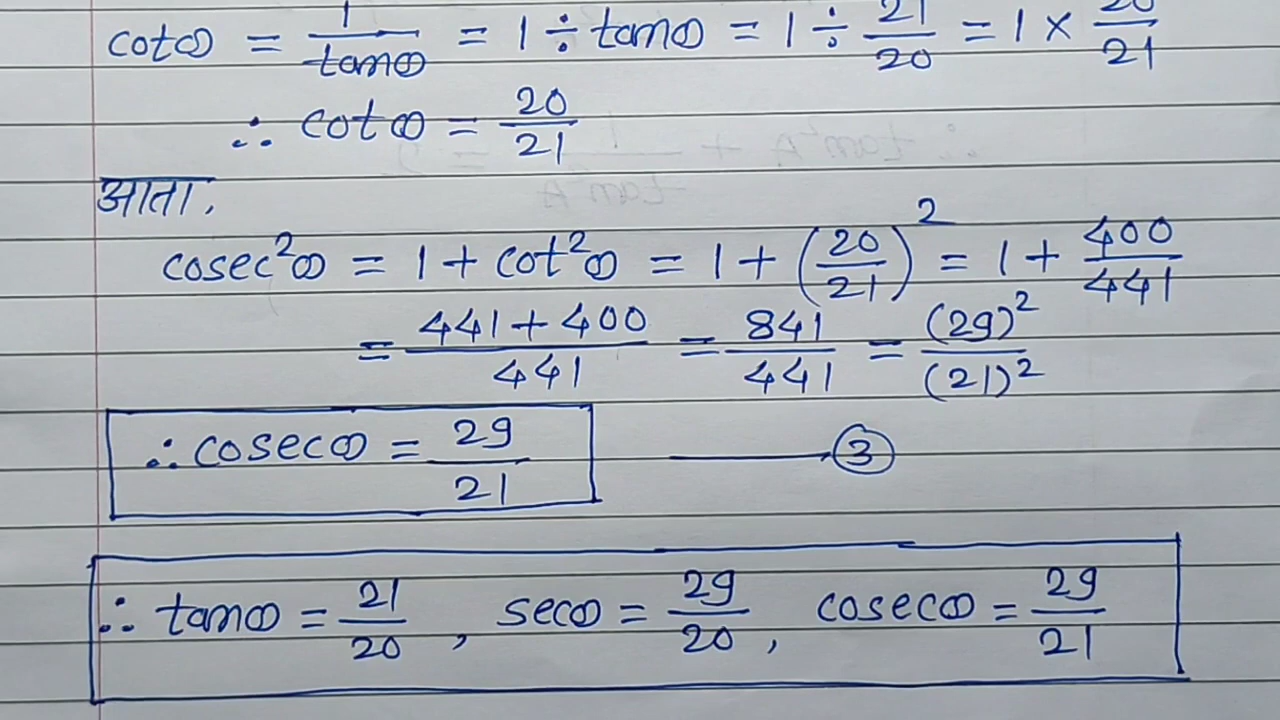 cotθ = 1/tanθ = 1 ÷ tanθ = 1 ÷ 21/20 = 1 × 20/21
∴ cotθ = 20/21
आता,
cosec²θ = 1 + cot²θ = 1 + (20/21)² = 1 + 400/441
= 441 + 400/441 = 841/441 = (29)²/(21)²
∴ cosecθ = 29/21 ③
∴ tanθ = 21/20, secθ = 29/20, cosecθ = 29/21